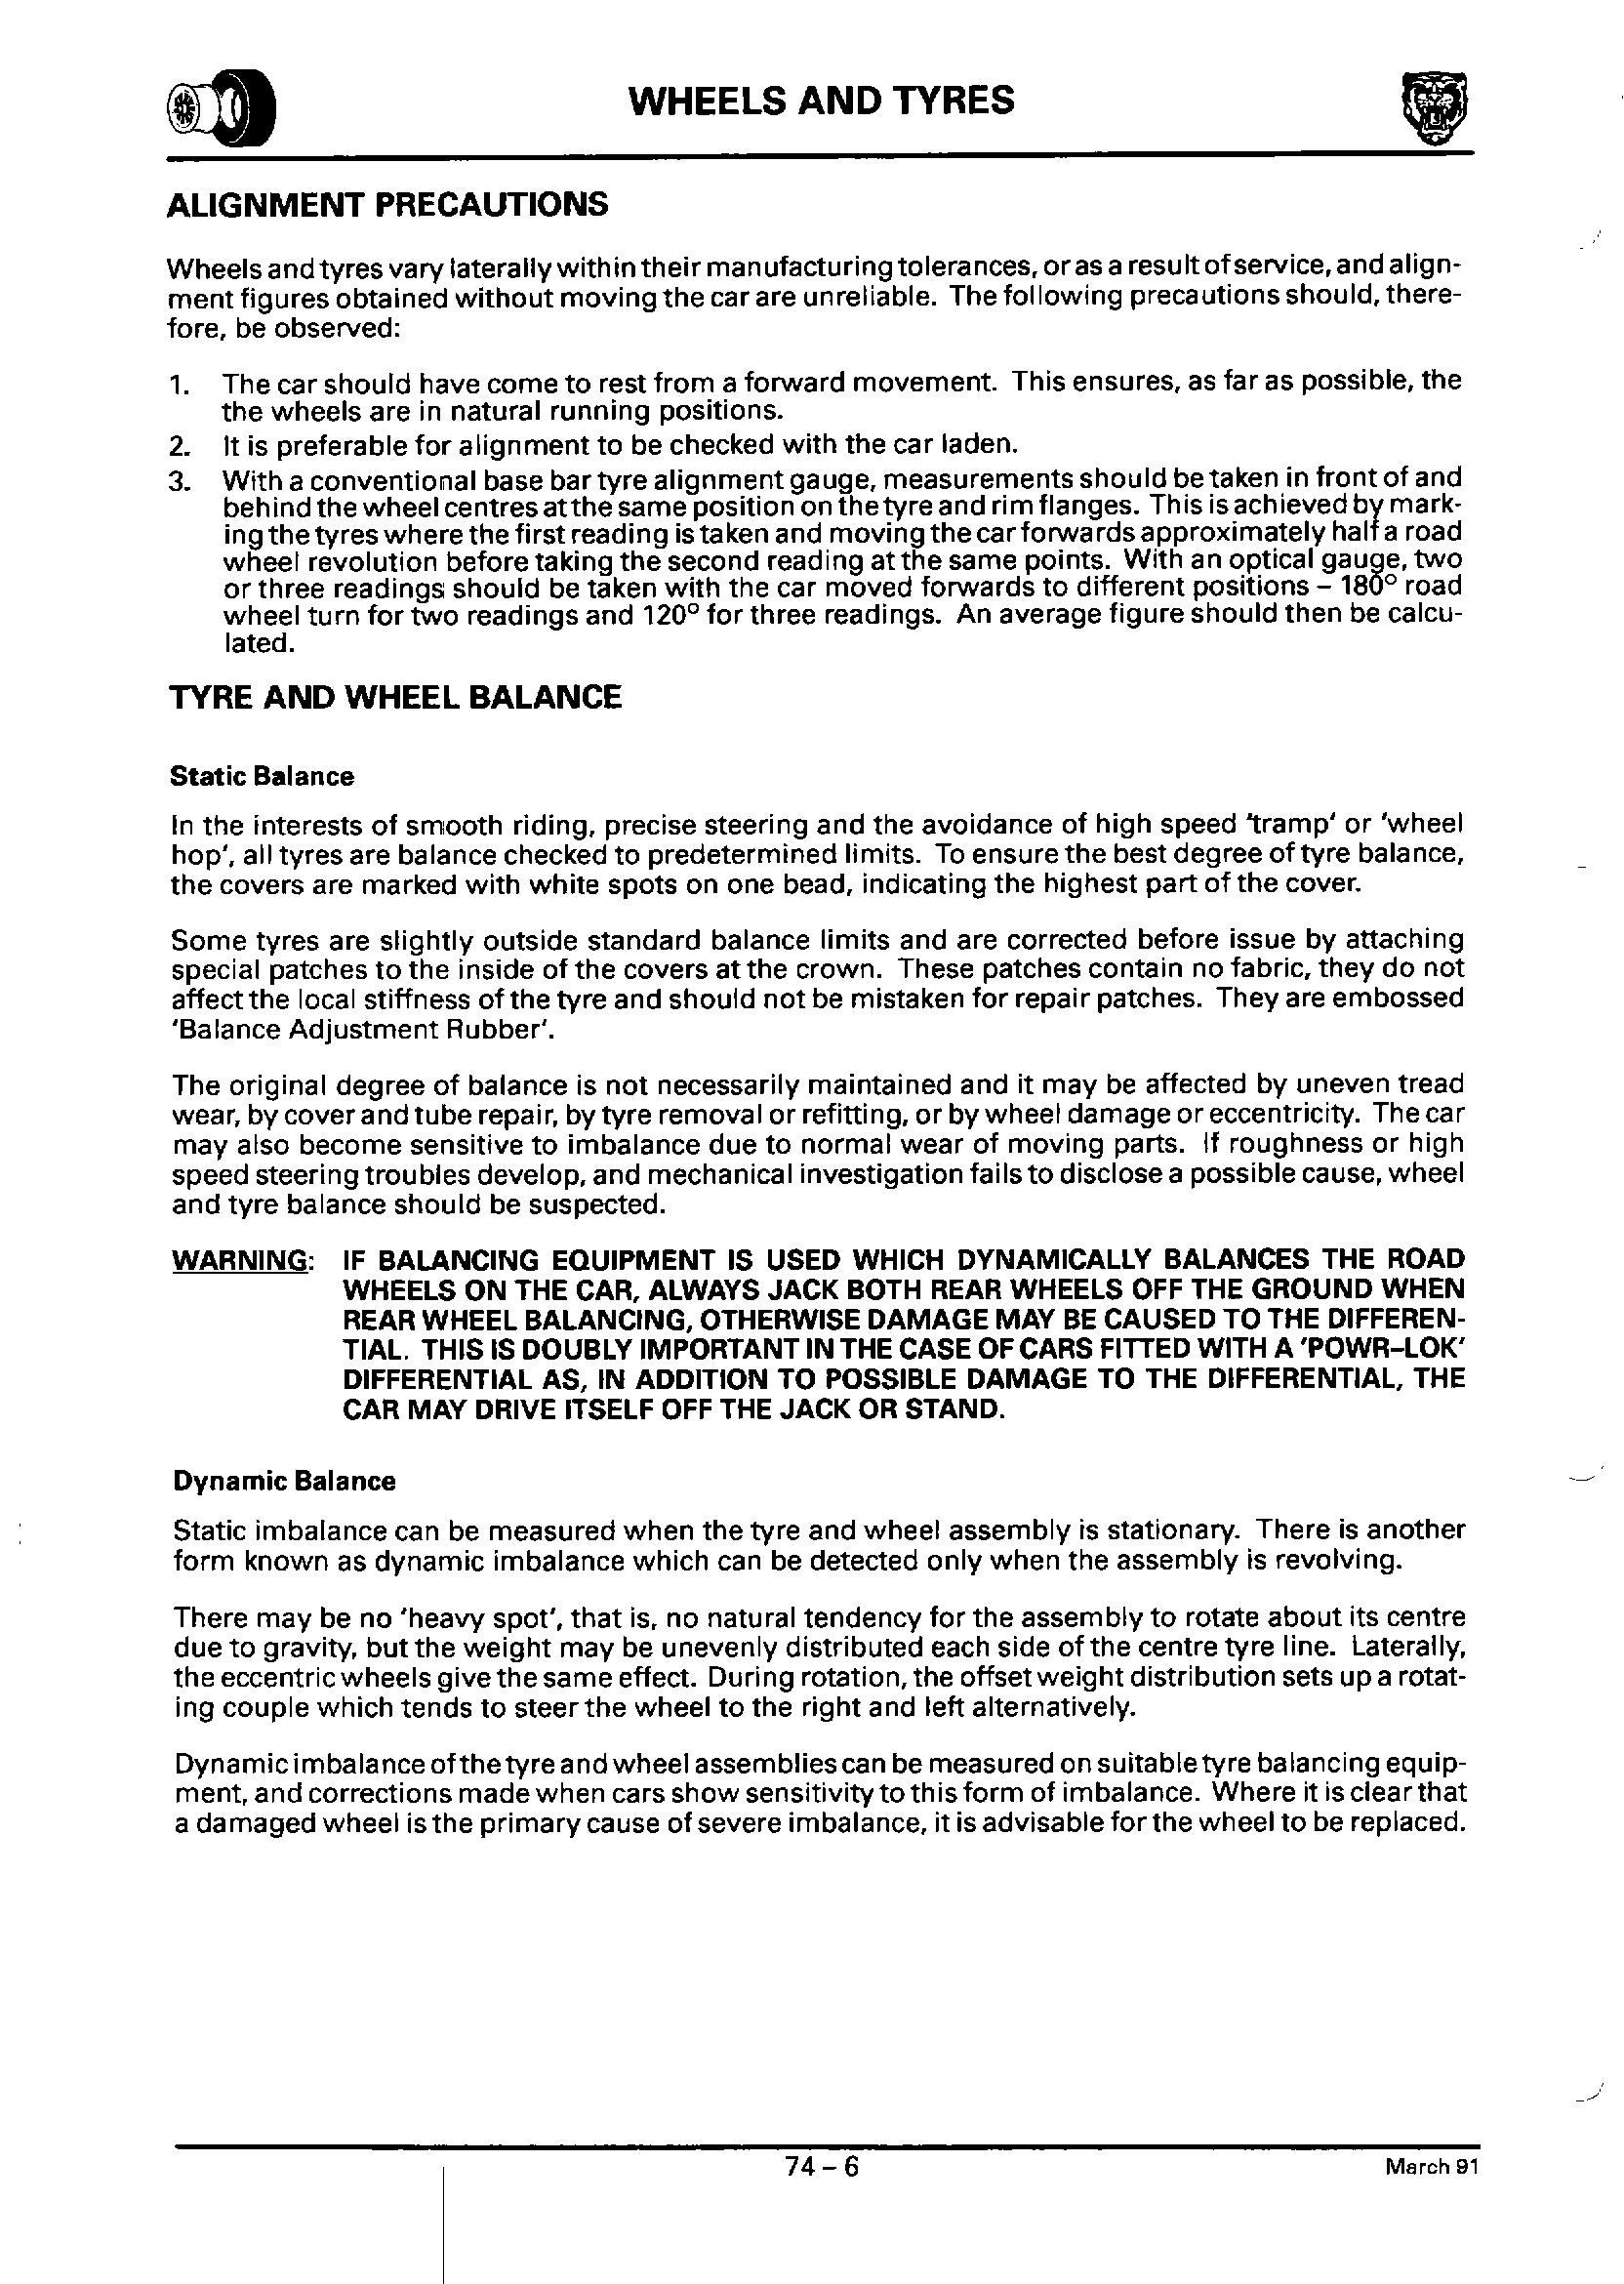 WHEELS AND TYRES
ALIGNMENT PRECAUTIONS
Wheels and tyres vary laterally within their manufacturing tolerances, or as a result of service, and align-
ment figures obtained without moving the car are unreliable. The following precautions should, there-
fore, be observed:
1. The car should have come to rest from a forward movement. This ensures, as far as possible, the
the wheels are in natural running positions.
2. It is preferable for alignment to be checked with the car laden.
3. With a conventional base bar tyre alignment gauge, measurements should be taken in front of and
behind the wheel centres at the same position on the tyre and rim flanges. This is achieved by mark-
ing the tyres where the first reading is taken and moving the car forwards approximately half a road
wheel revolution before taking the second reading at the same points. With an optical gauge, two
or three readings should be taken with the car moved forwards to different positions – 180° road
wheel turn for two readings and 120° for three readings. An average figure should then be calcu-
lated.
TYRE AND WHEEL BALANCE
Static Balance
In the interests of smooth riding, precise steering and the avoidance of high speed 'tramp' or 'wheel
hop', all tyres are balance checked to predetermined limits. To ensure the best degree of tyre balance,
the covers are marked with white spots on one bead, indicating the highest part of the cover.
Some tyres are slightly outside standard balance limits and are corrected before issue by attaching
special patches to the inside of the covers at the crown. These patches contain no fabric, they do not
affect the local stiffness of the tyre and should not be mistaken for repair patches. They are embossed
'Balance Adjustment Rubber'.
The original degree of balance is not necessarily maintained and it may be affected by uneven tread
wear, by cover and tube repair, by tyre removal or refitting, or by wheel damage or eccentricity. The car
may also become sensitive to imbalance due to normal wear of moving parts. If roughness or high
speed steering troubles develop, and mechanical investigation fails to disclose a possible cause, wheel
and tyre balance should be suspected.
WARNING: IF BALANCING EQUIPMENT IS USED WHICH DYNAMICALLY BALANCES THE ROAD
WHEELS ON THE CAR, ALWAYS JACK BOTH REAR WHEELS OFF THE GROUND WHEN
REAR WHEEL BALANCING, OTHERWISE DAMAGE MAY BE CAUSED TO THE DIFFEREN-
TIAL. THIS IS DOUBLY IMPORTANT IN THE CASE OF CARS FITTED WITH A 'POWR–LOK'
DIFFERENTIAL AS, IN ADDITION TO POSSIBLE DAMAGE TO THE DIFFERENTIAL, THE
CAR MAY DRIVE ITSELF OFF THE JACK OR STAND.
Dynamic Balance
Static imbalance can be measured when the tyre and wheel assembly is stationary. There is another
form known as dynamic imbalance which can be detected only when the assembly is revolving.
There may be no 'heavy spot', that is, no natural tendency for the assembly to rotate about its centre
due to gravity, but the weight may be unevenly distributed each side of the centre tyre line. Laterally,
the eccentric wheels give the same effect. During rotation, the offset weight distribution sets up a rotat-
ing couple which tends to steer the wheel to the right and left alternatively.
Dynamic imbalance of the tyre and wheel assemblies can be measured on suitable tyre balancing equip-
ment, and corrections made when cars show sensitivity to this form of imbalance. Where it is clear that
a damaged wheel is the primary cause of severe imbalance, it is advisable for the wheel to be replaced.
74 – 6
March 91